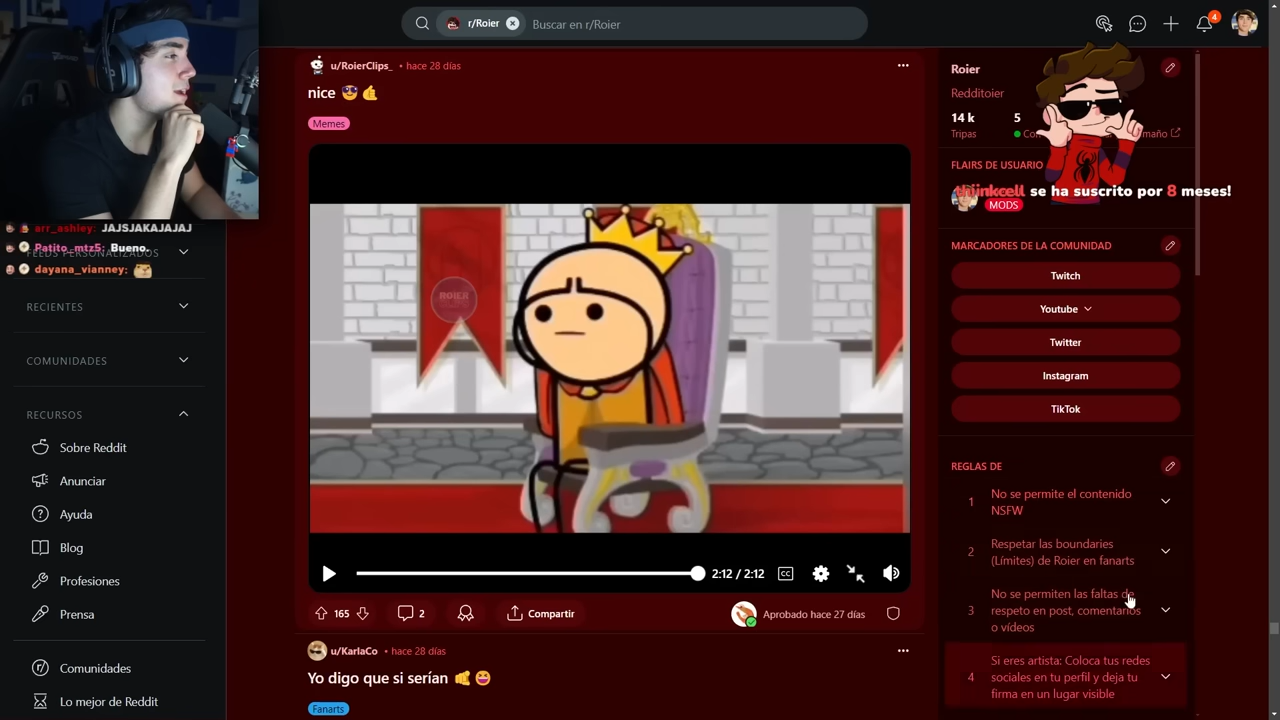 r/Roier
Buscar en r/Roier
4
u/RoierClips_ • hace 28 días
nice 😎🤙
Memes
ROIER
2:12 / 2:12
CC
165
2
Compartir
Aprobado hace 27 días
u/KarlaCo • hace 28 días
Yo digo que si serían 🫵😆
Fanarts
arr_ashley: JAJSJAKAJAJAJ
Patito_mtz5: Bueno.
FEEDS PERSONALIZADOS
dayana_vianney:
RECIENTES
COMUNIDADES
RECURSOS
Sobre Reddit
Anunciar
Ayuda
Blog
Profesiones
Prensa
Comunidades
Lo mejor de Reddit
Roier
Redditoier
14 k
5
Tripas
FLAIRS DE USUARIO
se ha suscrito por 8 meses!
MODS
MARCADORES DE LA COMUNIDAD
Twitch
Youtube
Twitter
Instagram
TikTok
REGLAS DE
1 No se permite el contenido
NSFW
2 Respetar las boundaries
(Límites) de Roier en fanarts
3 No se permiten las faltas de
respeto en post, comentarios
o vídeos
4 Si eres artista: Coloca tus redes
sociales en tu perfil y deja tu
firma en un lugar visible